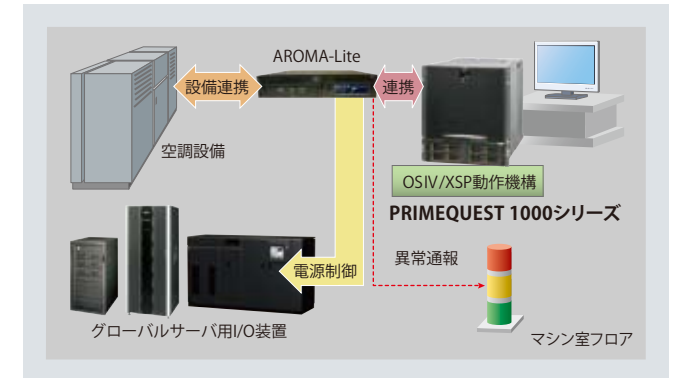 AROMA-Lite
設備連携
連携
空調設備
OSIV/XSP動作機構
PRIMEQUEST 1000シリーズ
異常通報
電源制御
グローバルサーバ用I/O装置
マシン室フロア